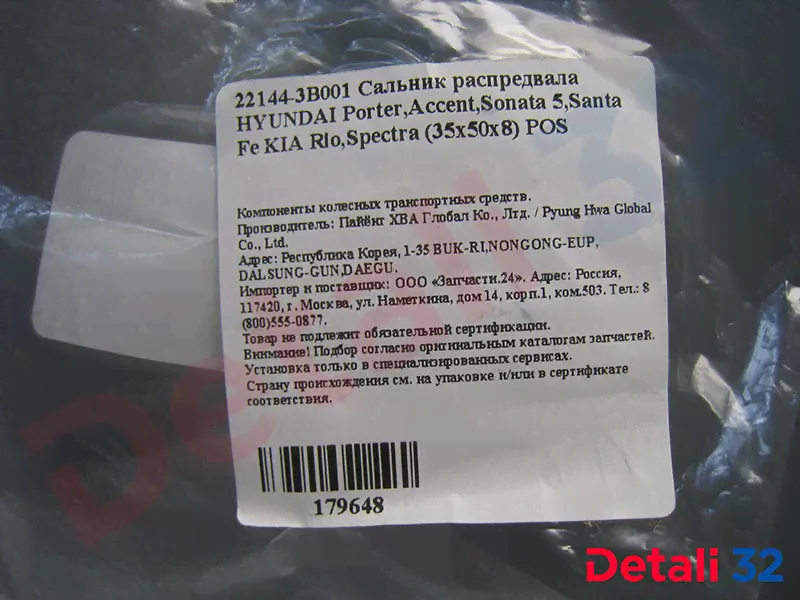 22144-3B001 Сальник распредвала
HYUNDAI Porter,Accent,Sonata 5,Santa
Fe KIA RIo,Spectra (35x50x8) POS
Компоненты колесных транспортных средств.
Производитель: Пайёнг ХВА Глобал Ко., Лтд. / Pyung Hwa Global
Co., Ltd.
Адрес: Республика Корея, 1-35 BUK-RI,NONGONG-EUP,
DALSUNG-GUN,DAEGU.
Импортер и поставщик: ООО «Запчасти.24». Адрес: Россия,
117420, г. Москва, ул. Наметкина, дом 14, корп.1, ком.503. Тел.: 8
(800)555-0877.
Товар не подлежит обязательной сертификации.
Внимание! Подбор согласно оригинальным каталогам запчастей.
Установка только в специализированных сервисах.
Страну происхождения см. на упаковке и/или в сертификате
соответствия.
179648
Detali 32
Detali 32